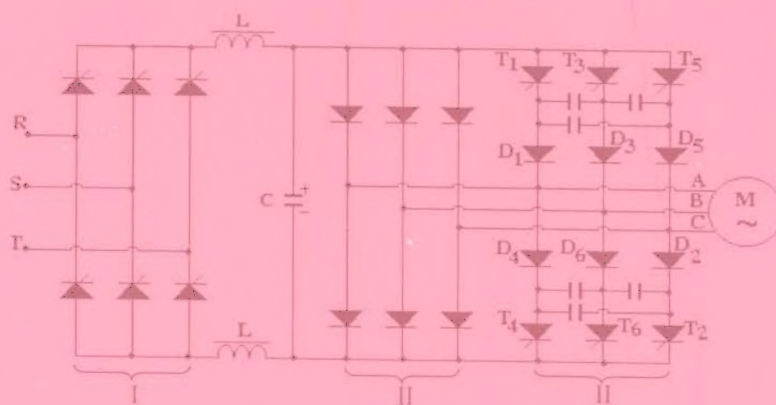 L
T1 T3 T5
R
D1 D3 D5
S
C + -
A
B
C
M
~
T
D4 D6 D2
T4 T6 T2
L
I II II